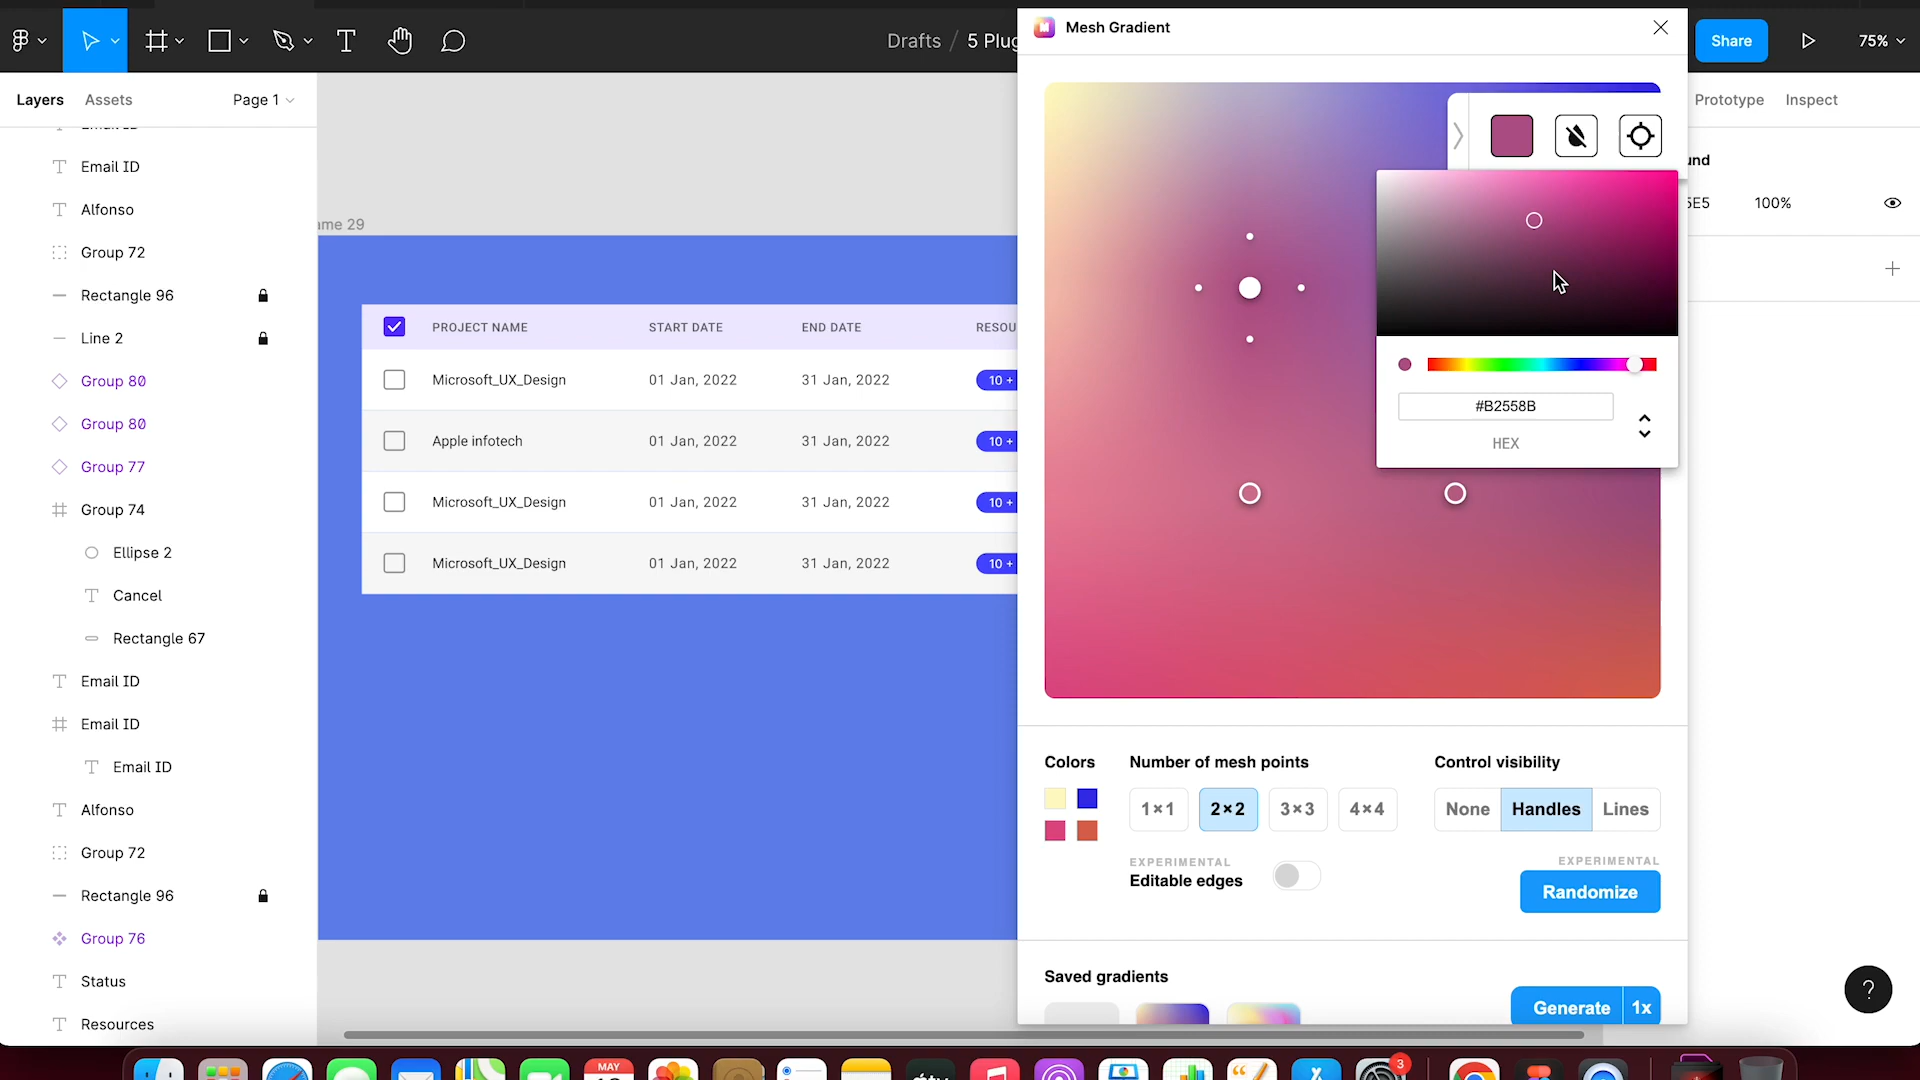 Drafts / 5 Plug
Mesh Gradient
Share
75%
Layers
Assets
Page 1
Prototype
Inspect
Email ID
Email ID
Alfonso
Group 72
Rectangle 96
Line 2
Group 80
Group 80
Group 77
Group 74
Ellipse 2
Cancel
Rectangle 67
Email ID
Email ID
Email ID
Alfonso
Group 72
Rectangle 96
Group 76
Status
Resources
ame 29
PROJECT NAME START DATE END DATE RESOU
Microsoft_UX_Design 01 Jan, 2022 31 Jan, 2022 10 +
Apple infotech 01 Jan, 2022 31 Jan, 2022 10 +
Microsoft_UX_Design 01 Jan, 2022 31 Jan, 2022 10 +
Microsoft_UX_Design 01 Jan, 2022 31 Jan, 2022 10 +
#B2558B
HEX
und
5E5 100%
Colors
Number of mesh points
Control visibility
1×1 2×2 3×3 4×4
None Handles Lines
EXPERIMENTAL
Editable edges
EXPERIMENTAL
Randomize
Saved gradients
Generate 1x
?
MAY
3